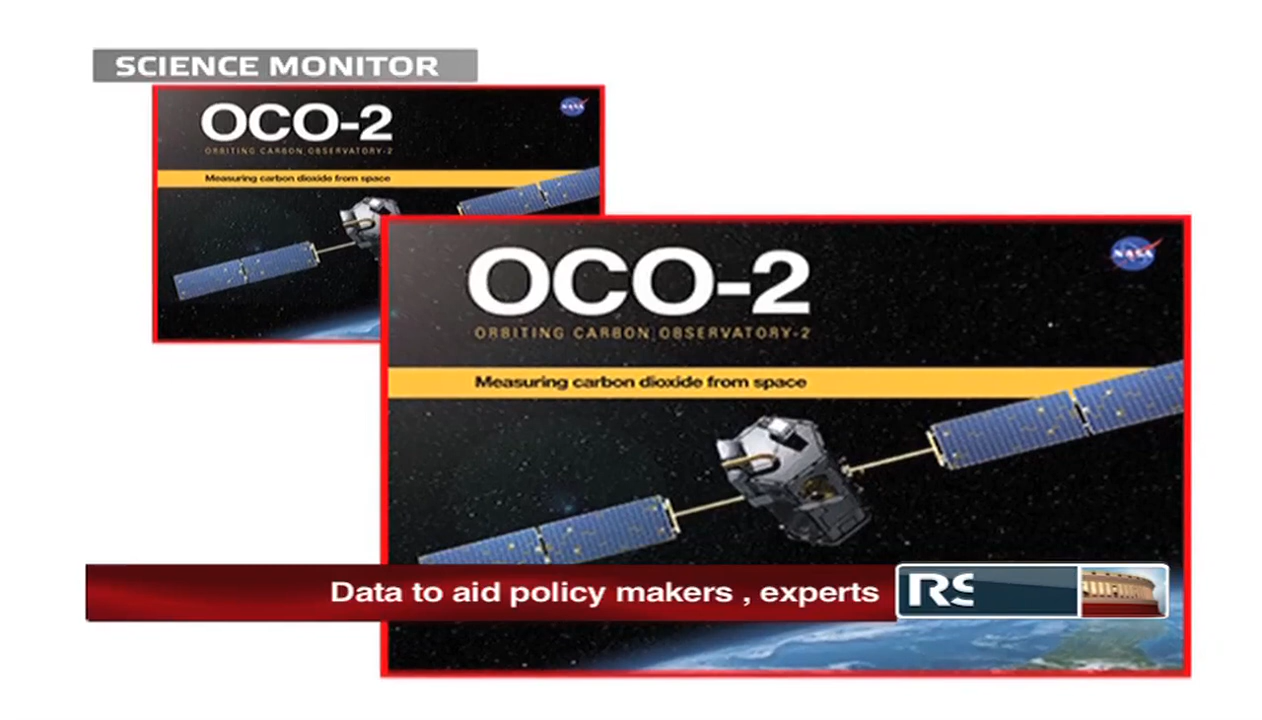 SCIENCE MONITOR
OCO-2
ORBITING CARBON OBSERVATORY-2
Measuring carbon dioxide from space
NASA
OCO-2
ORBITING CARBON OBSERVATORY-2
Measuring carbon dioxide from space
NASA
Data to aid policy makers , experts
RS